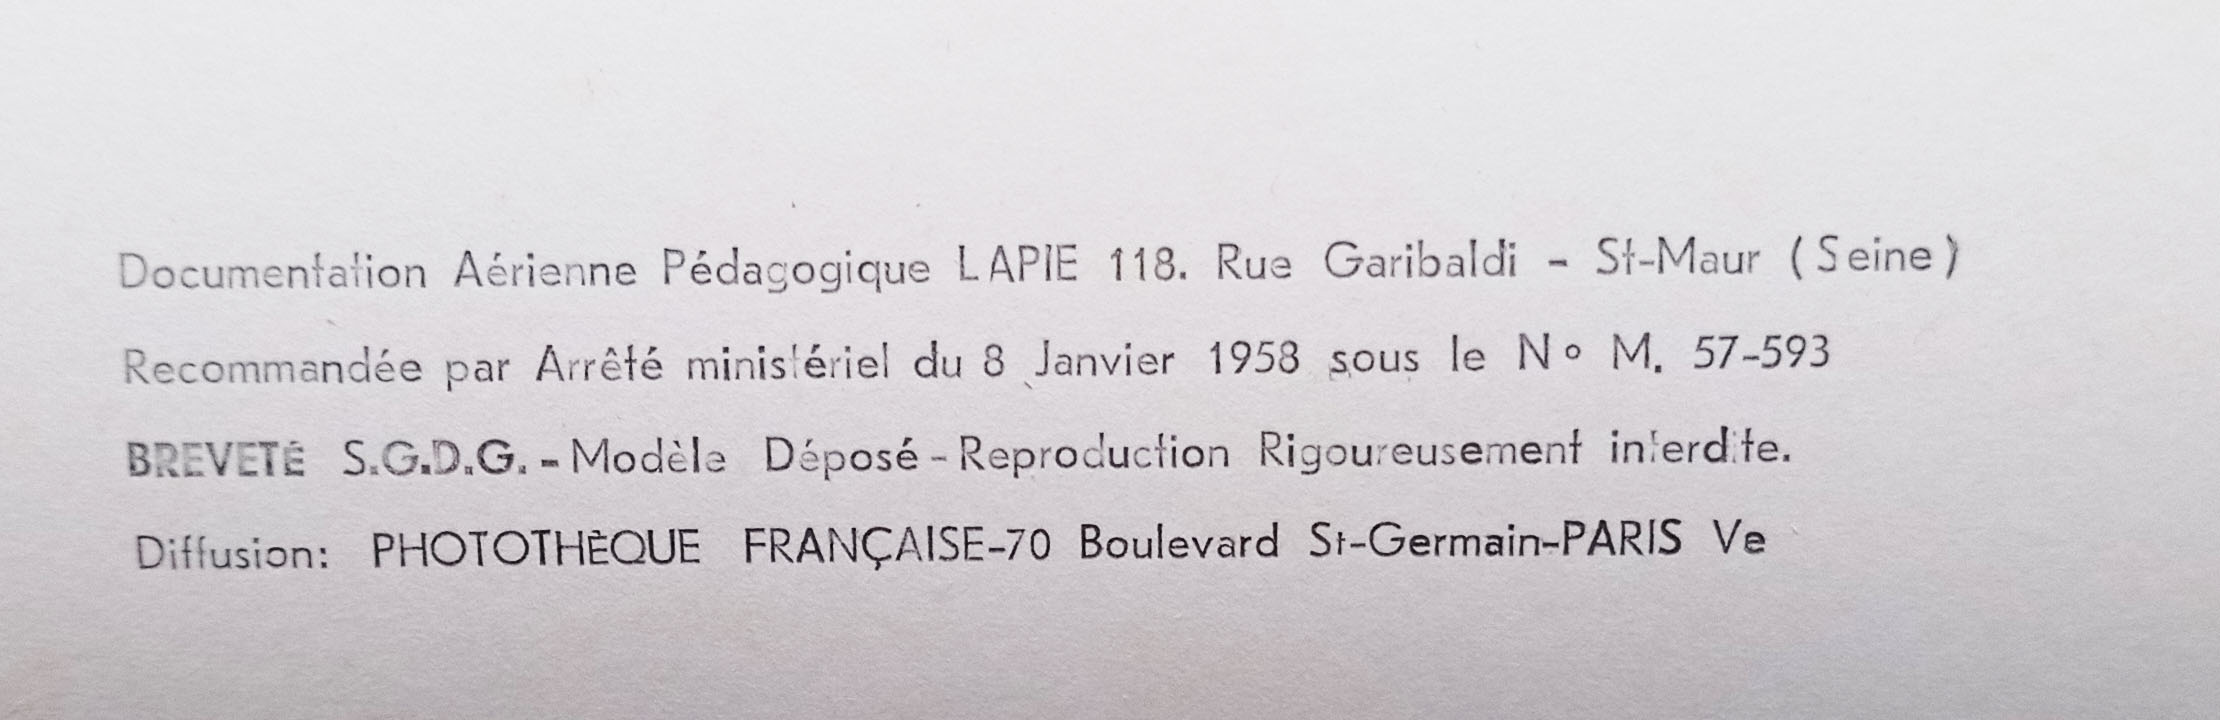 Documentation Aérienne Pédagogique LAPIE 118. Rue Garibaldi - St-Maur (Seine)
Recommandée par Arrêté ministériel du 8 Janvier 1958 sous le N° M. 57-593
BREVETÉ S.G.D.G. - Modèle Déposé - Reproduction Rigoureusement interdite.
Diffusion: PHOTOTHÈQUE FRANÇAISE-70 Boulevard St-Germain-PARIS Ve